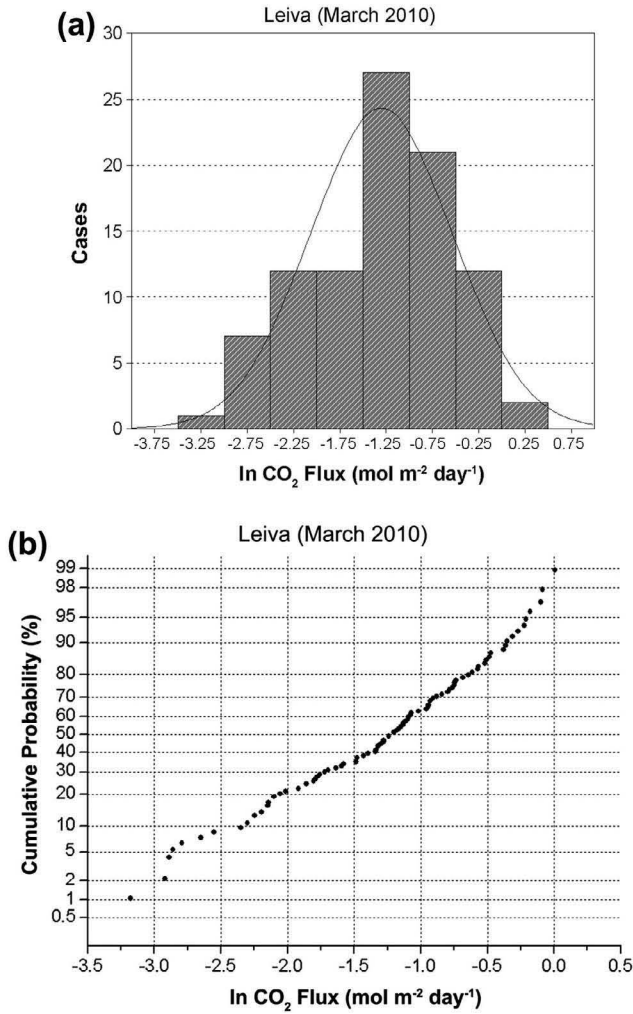 (a)
Leiva (March 2010)
30
25
20
15
10
5
0
Cases
-3.75 -3.25 -2.75 -2.25 -1.75 -1.25 -0.75 -0.25 0.25 0.75
ln CO₂ Flux (mol m⁻² day⁻¹)
(b)
Leiva (March 2010)
99
98
95
90
80
70
60
50
40
30
20
10
5
2
1
0.5
Cumulative Probability (%)
-3.5 -3.0 -2.5 -2.0 -1.5 -1.0 -0.5 0.0 0.5
ln CO₂ Flux (mol m⁻² day⁻¹)